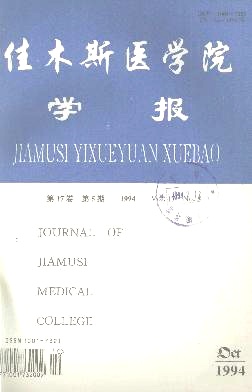 佳木斯医学院
学报
JIAMUSI YIXUEYUAN XUEBAO
第17卷 第5期 1994
JOURNAL OF
JIAMUSI
MEDICAL
COLLEGE
Oct
1994